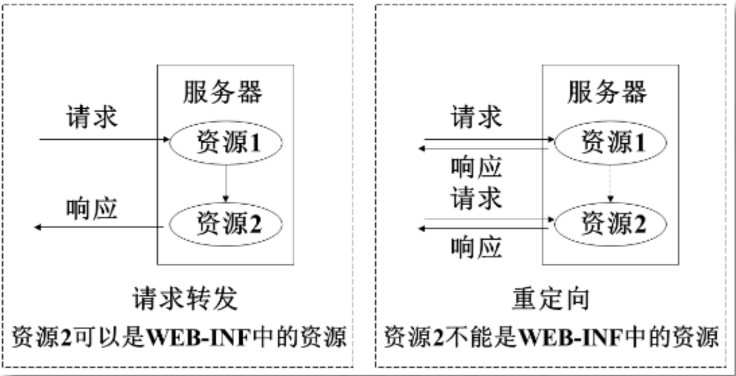 服务器
请求
资源1
响应
资源2
请求转发
资源2可以是WEB-INF中的资源
服务器
请求
资源1
响应
请求
资源2
响应
重定向
资源2不能是WEB-INF中的资源